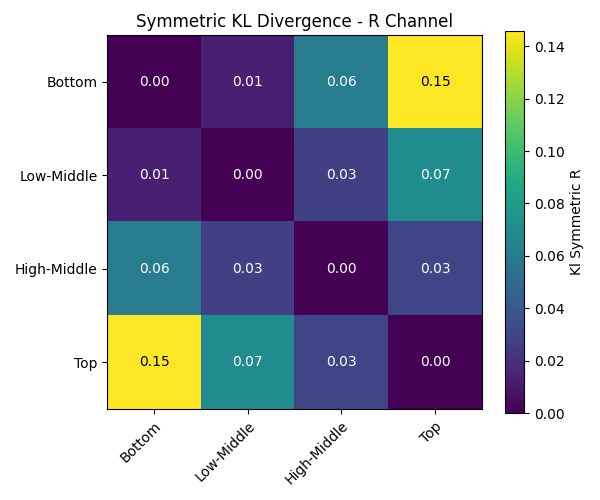 Symmetric KL Divergence - R Channel
Bottom 0.00 0.01 0.06 0.15
Low-Middle 0.01 0.00 0.03 0.07
High-Middle 0.06 0.03 0.00 0.03
Top 0.15 0.07 0.03 0.00
Bottom Low-Middle High-Middle Top
0.14
0.12
0.10
0.08
0.06
0.04
0.02
0.00
Kl Symmetric R